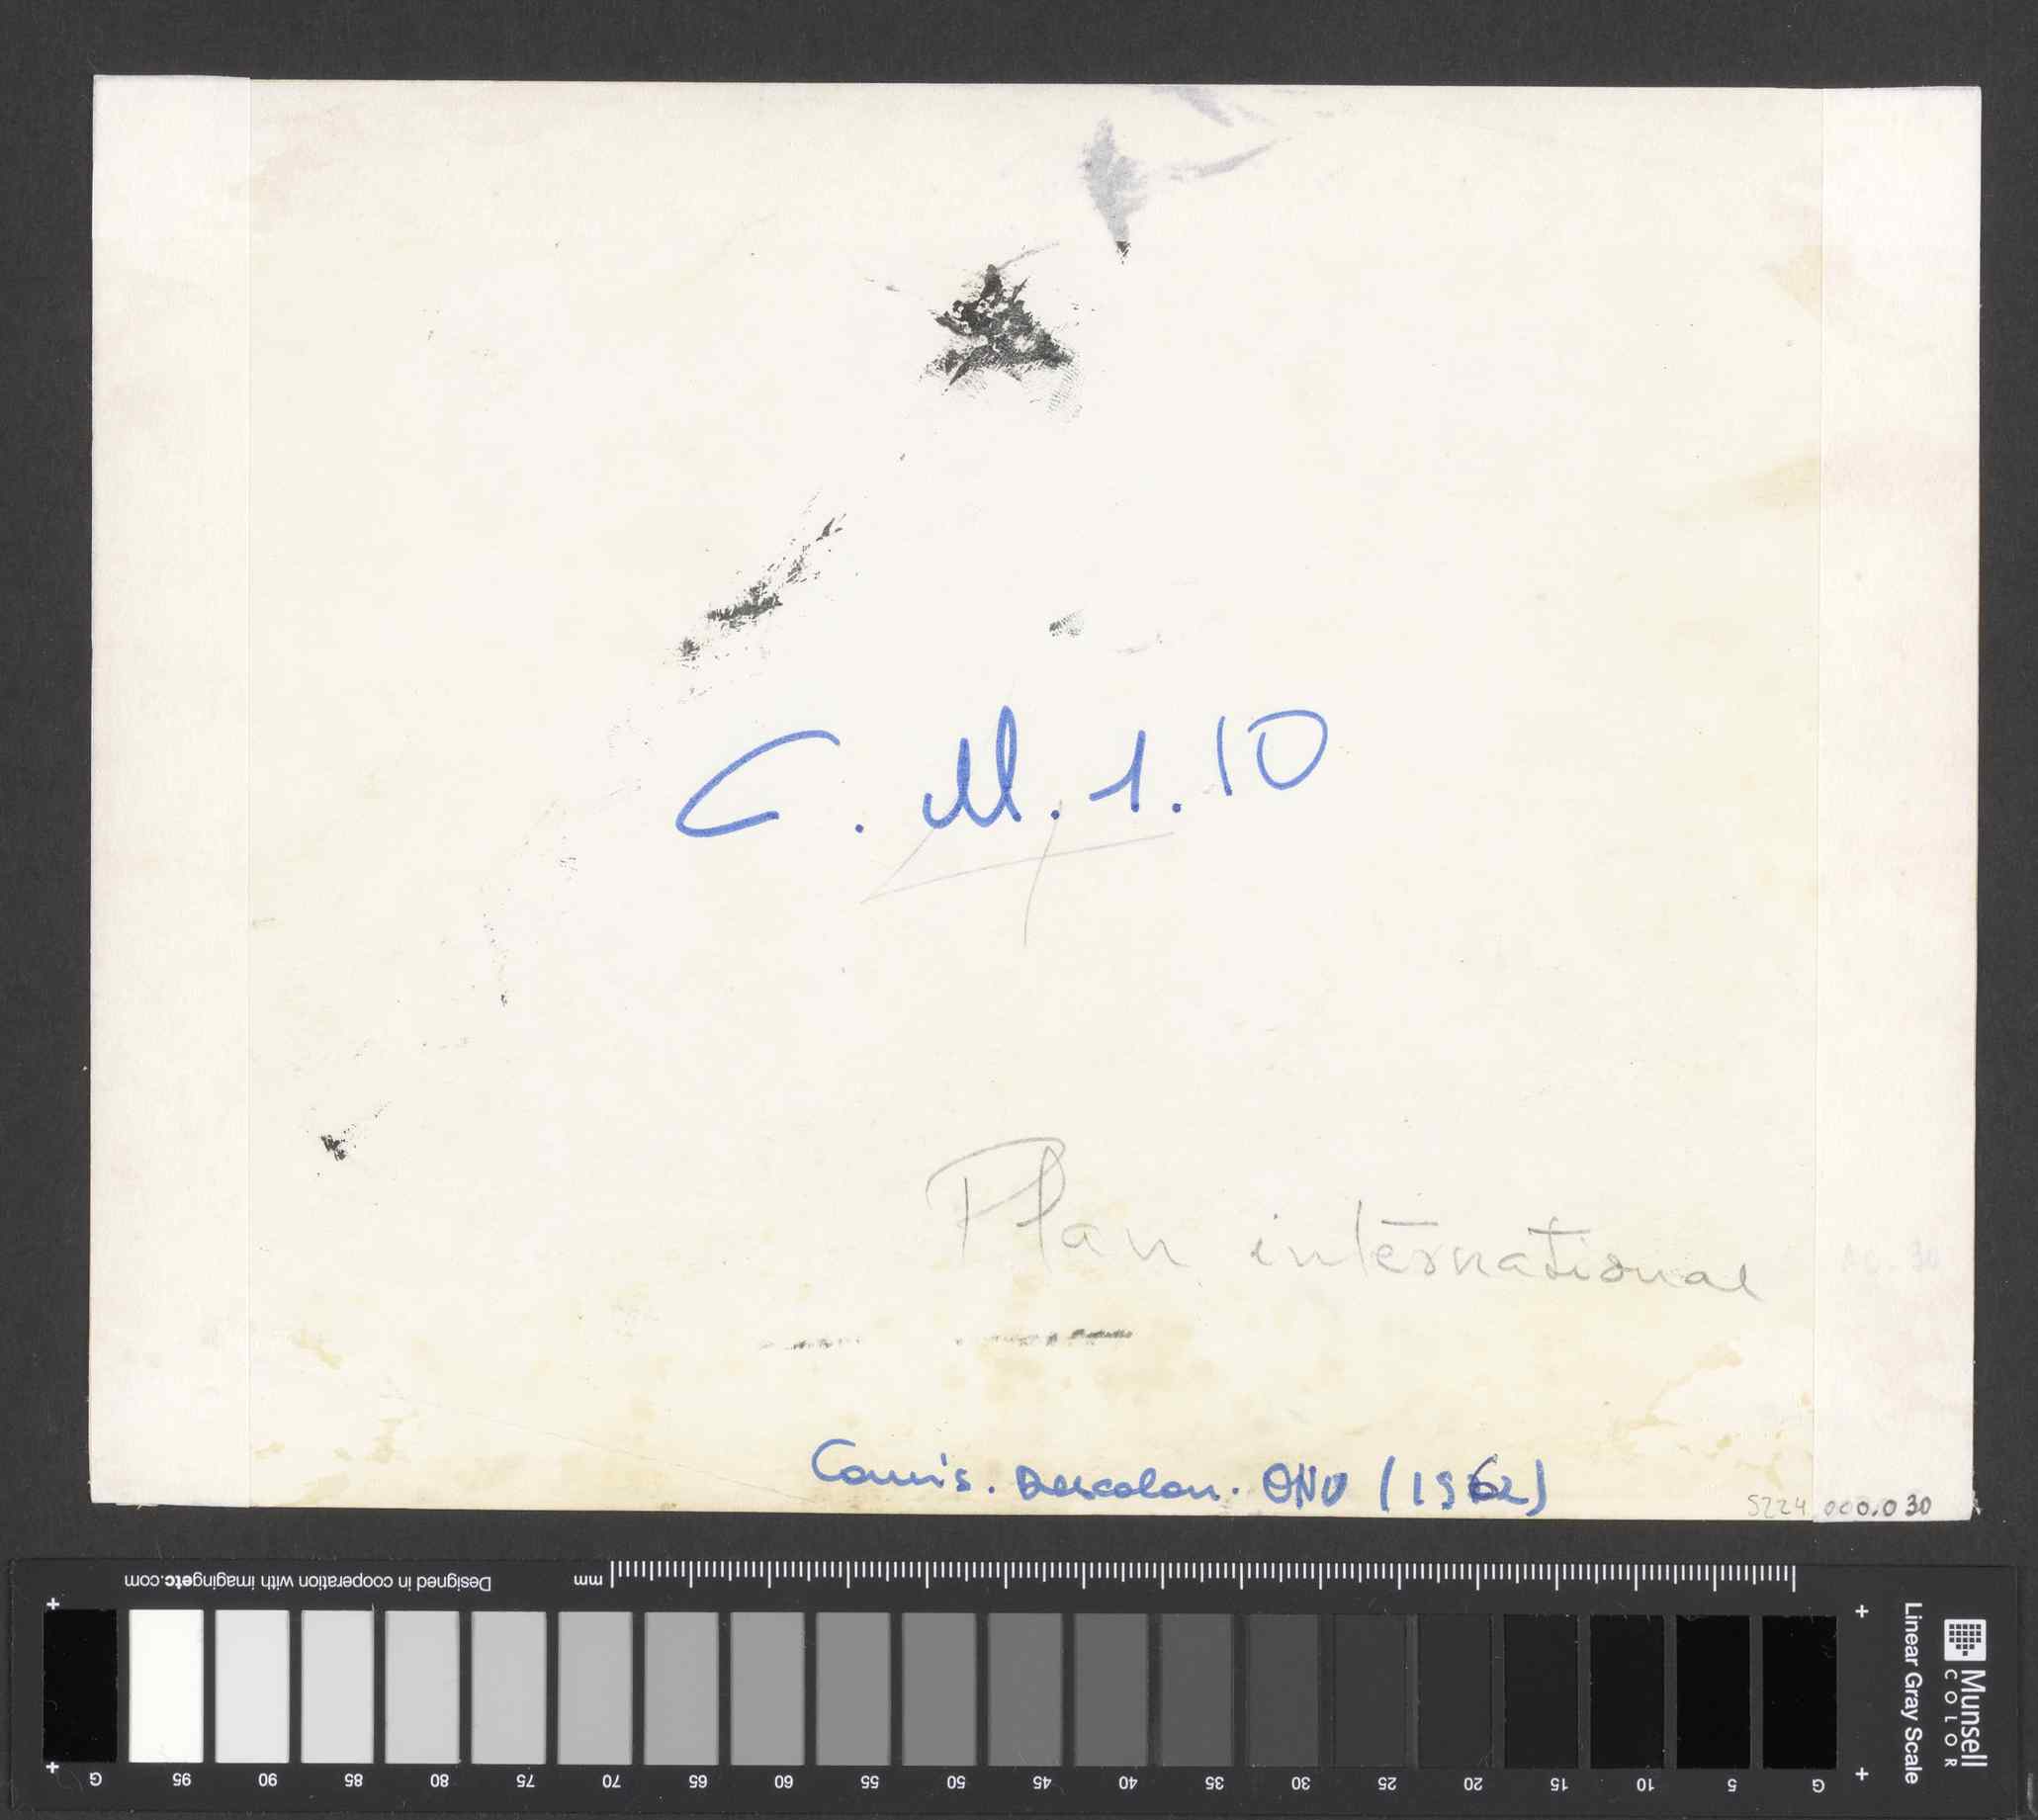 C. M. 1. 10
Plan international
Comis. Descolon. ONU (1962)
5224.000.030
Designed in cooperation with imagingetc.com
mm
G 95 90 85 80 75 70 65 60 55 50 45 40 35 30 25 20 15 10 5 G
Linear Gray Scale
Munsell
COLOR